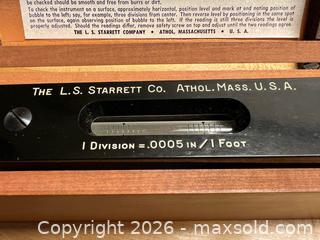 be checked should be smooth and free from burrs or dirt.
To check the instrument on a surface, approximately horizontal, position level and mark at and noting position of
bubble to the left; say, for example, three divisions from center. Then reverse level by positioning in the same spot
on the surface, again observing position of bubble to the left. If the reading is still three divisions the level is
properly adjusted. Should the readings differ, remove safety screw on top and adjust until the two readings agree.
THE L. S. STARRETT COMPANY • ATHOL, MASSACHUSETTS • U. S. A.
THE L.S. STARRETT CO. ATHOL, MASS. U.S.A.
1 DIVISION = .0005 IN / 1 FOOT
Copyright 2026 - maxsold.com